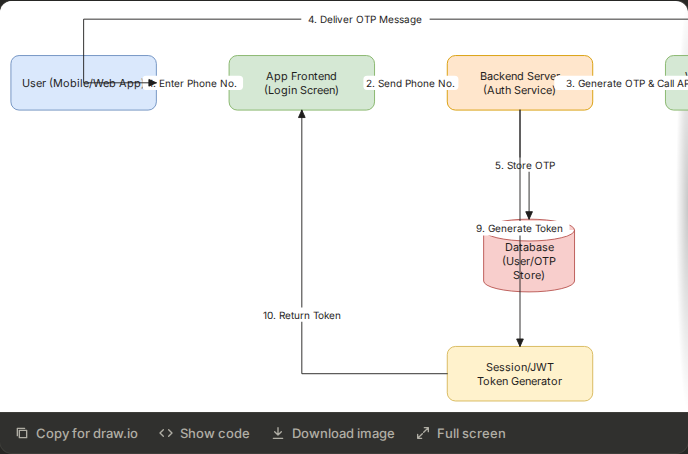 4. Deliver OTP Message
User (Mobile/Web App)
1. Enter Phone No.
App Frontend
(Login Screen)
2. Send Phone No.
Backend Server
(Auth Service)
3. Generate OTP & Call AP
5. Store OTP
9. Generate Token
Database
(User/OTP
Store)
10. Return Token
Session/JWT
Token Generator
Copy for draw.io
Show code
Download image
Full screen